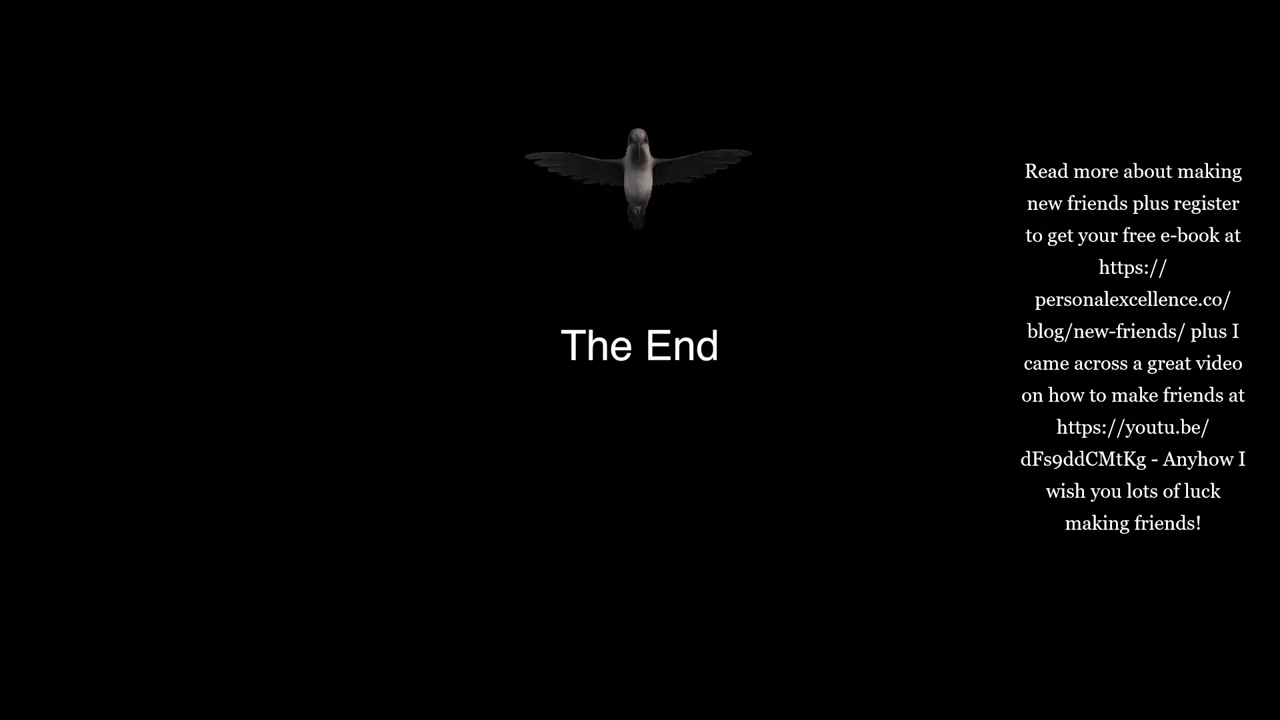 The End
Read more about making
new friends plus register
to get your free e-book at
https://
personalexcellence.co/
blog/new-friends/ plus I
came across a great video
on how to make friends at
https://youtu.be/
dFs9ddCMtKg - Anyhow I
wish you lots of luck
making friends!